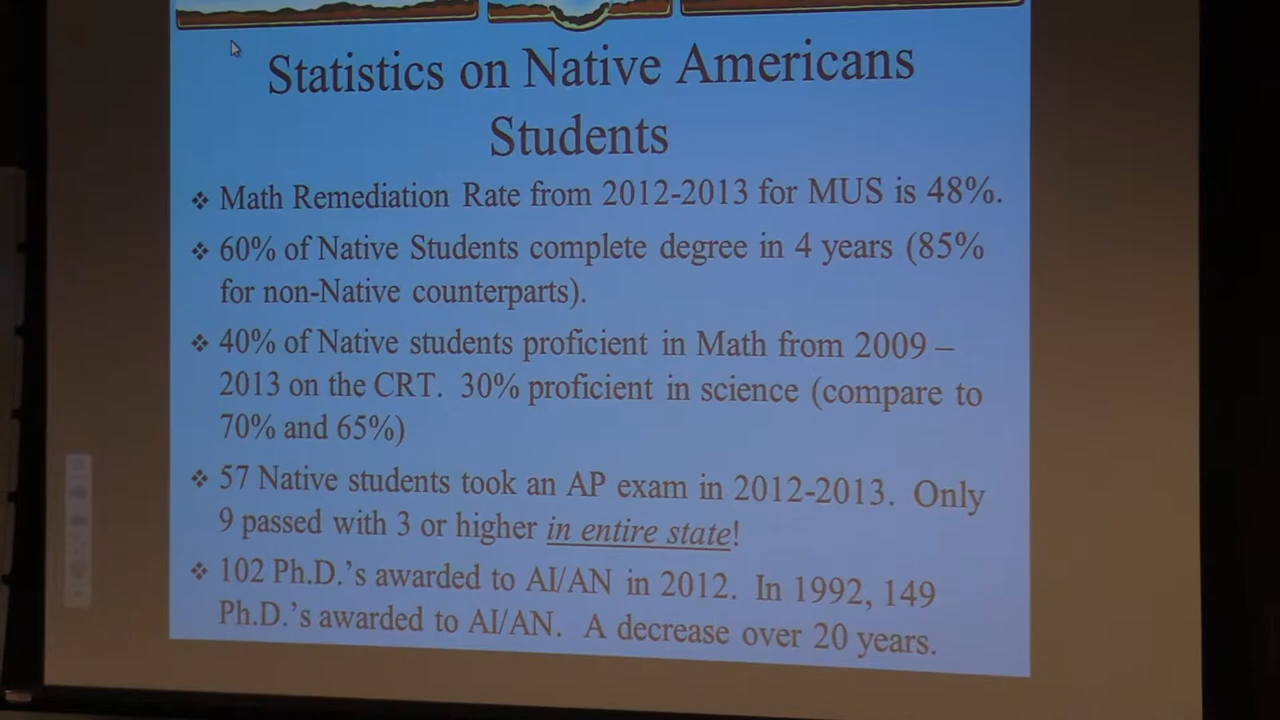 Statistics on Native Americans
Students
❖ Math Remediation Rate from 2012-2013 for MUS is 48%.
❖ 60% of Native Students complete degree in 4 years (85%
for non-Native counterparts).
❖ 40% of Native students proficient in Math from 2009 –
2013 on the CRT. 30% proficient in science (compare to
70% and 65%)
❖ 57 Native students took an AP exam in 2012-2013. Only
9 passed with 3 or higher in entire state!
❖ 102 Ph.D.’s awarded to AI/AN in 2012. In 1992, 149
Ph.D.’s awarded to AI/AN. A decrease over 20 years.